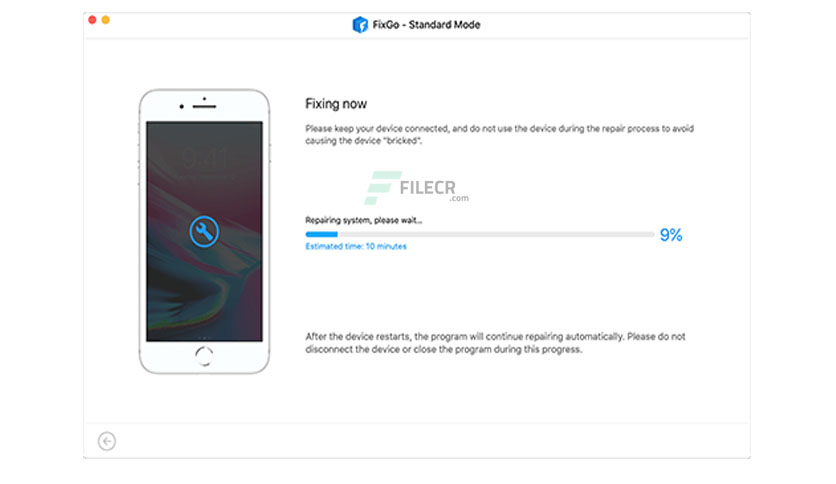 FixGo - Standard Mode
Fixing now
Please keep your device connected, and do not use the device during the repair process to avoid
causing the device "bricked".
FILECR
.com
Repairing system, please wait...
9%
Estimated time: 10 minutes
9:41
After the device restarts, the program will continue repairing automatically. Please do not
disconnect the device or close the program during this progress.